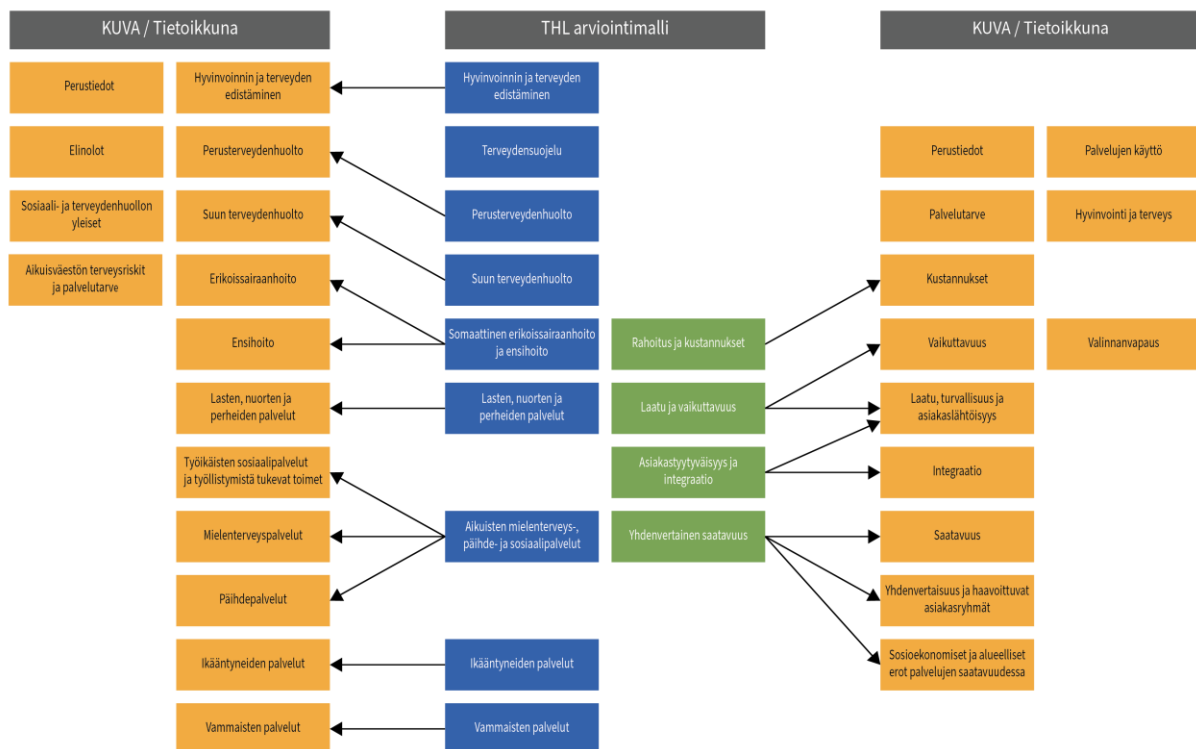 KUVA / Tietoikkuna
THL arviointimalli
KUVA / Tietoikkuna
Perustiedot
Hyvinvoinnin ja terveyden
edistäminen
Hyvinvoinnin ja terveyden
edistäminen
Elinolot
Perusterveydenhuolto
Terveydensuojelu
Perustiedot
Palvelujen käyttö
Sosiaali- ja terveydenhuollon
yleiset
Suun terveydenhuolto
Perusterveydenhuolto
Palvelutarve
Hyvinvointi ja terveys
Aikuisväestön terveysriskit
ja palvelutarve
Erikoissairaanhoito
Suun terveydenhuolto
Kustannukset
Ensihoito
Somaattinen erikoissairaanhoito
ja ensihoito
Rahoitus ja kustannukset
Vaikuttavuus
Valinnanvapaus
Lasten, nuorten ja
perheiden palvelut
Lasten, nuorten ja
perheiden palvelut
Laatu ja vaikuttavuus
Laatu, turvallisuus ja
asiakaslähtöisyys
Työikäisten sosiaalipalvelut
ja työllistymistä tukevat toimet
Asiakastyytyväisyys ja
integraatio
Integraatio
Mielenterveyspalvelut
Aikuisten mielenterveys-,
päihde- ja sosiaalipalvelut
Yhdenvertainen saatavuus
Saatavuus
Päihdepalvelut
Yhdenvertaisuus ja haavoittuvat
asiakasryhmät
Ikääntyneiden palvelut
Ikääntyneiden palvelut
Sosioekonomiset ja alueelliset
erot palvelujen saatavuudessa
Vammaisten palvelut
Vammaisten palvelut